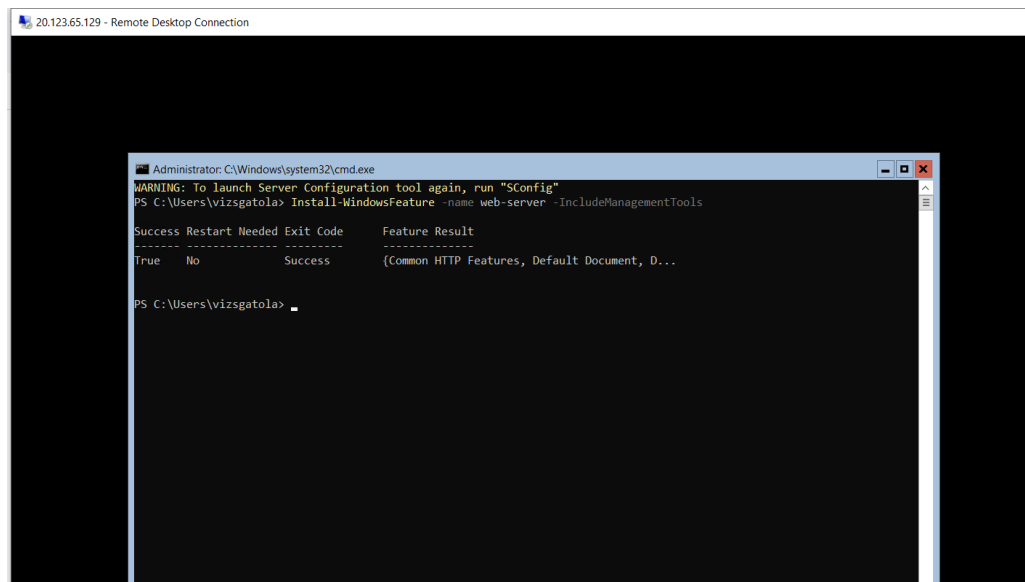 20.123.65.129 - Remote Desktop Connection
Administrator: C:\Windows\system32\cmd.exe
WARNING: To launch Server Configuration tool again, run "SConfig"
PS C:\Users\vizsgatola> Install-WindowsFeature -name web-server -IncludeManagementTools
Success Restart Needed Exit Code      Feature Result
------- -------------- ---------      --------------
True    No             Success        {Common HTTP Features, Default Document, D...
PS C:\Users\vizsgatola>